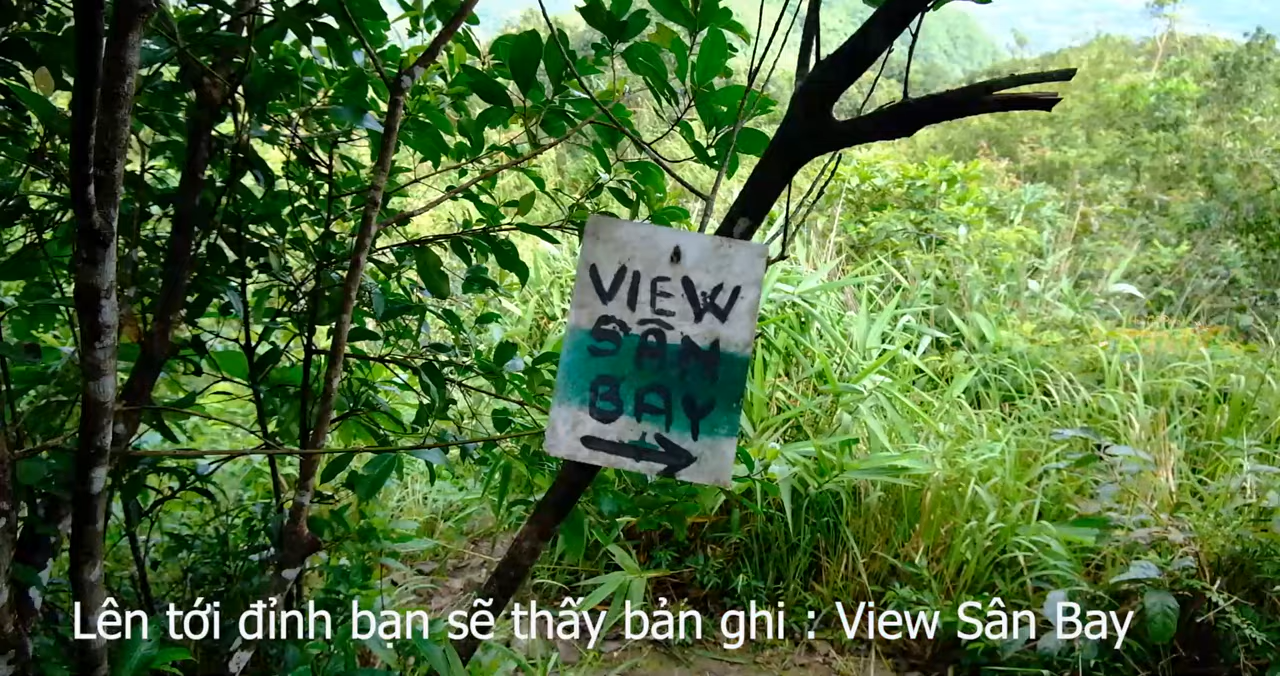 VIEW
SÂN
BAY
Lên tới đỉnh bạn sẽ thấy bản ghi : View Sân Bay